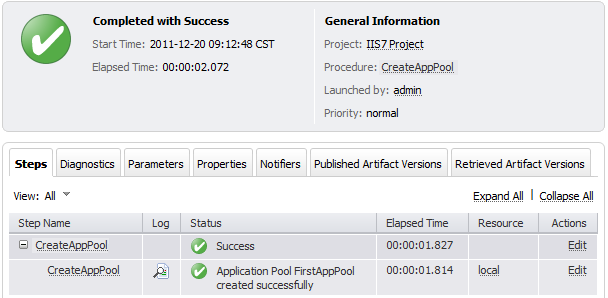 Completed with Success
Start Time: 2011-12-20 09:12:48 CST
Elapsed Time: 00:00:02.072
General Information
Project: IIS7 Project
Procedure: CreateAppPool
Launched by: admin
Priority: normal
Steps Diagnostics Parameters Properties Notifiers Published Artifact Versions Retrieved Artifact Versions
View: All Expand All Collapse All
Step Name Log Status Elapsed Time Resource Actions
CreateAppPool Success 00:00:01.827 Edit
CreateAppPool Application Pool FirstAppPool 00:00:01.814 local Edit
created successfully